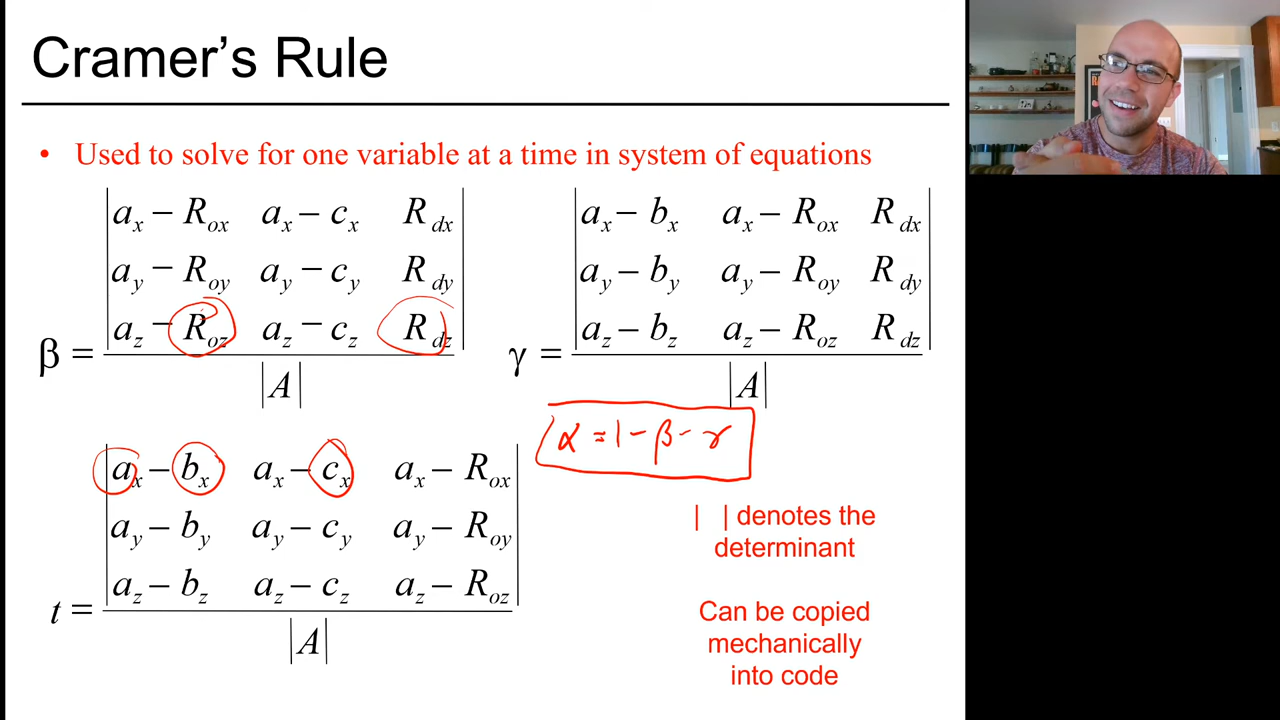 Cramer's Rule
• Used to solve for one variable at a time in system of equations
β = | a_x − R_ox   a_x − c_x   R_dx |
| a_y − R_oy   a_y − c_y   R_dy |
| a_z − R_oz   a_z − c_z   R_dz |
|A|
γ = | a_x − b_x   a_x − R_ox   R_dx |
| a_y − b_y   a_y − R_oy   R_dy |
| a_z − b_z   a_z − R_oz   R_dz |
|A|
α = 1 − β − γ
t = | a_x − b_x   a_x − c_x   a_x − R_ox |
| a_y − b_y   a_y − c_y   a_y − R_oy |
| a_z − b_z   a_z − c_z   a_z − R_oz |
|A|
| | denotes the
determinant
Can be copied
mechanically
into code